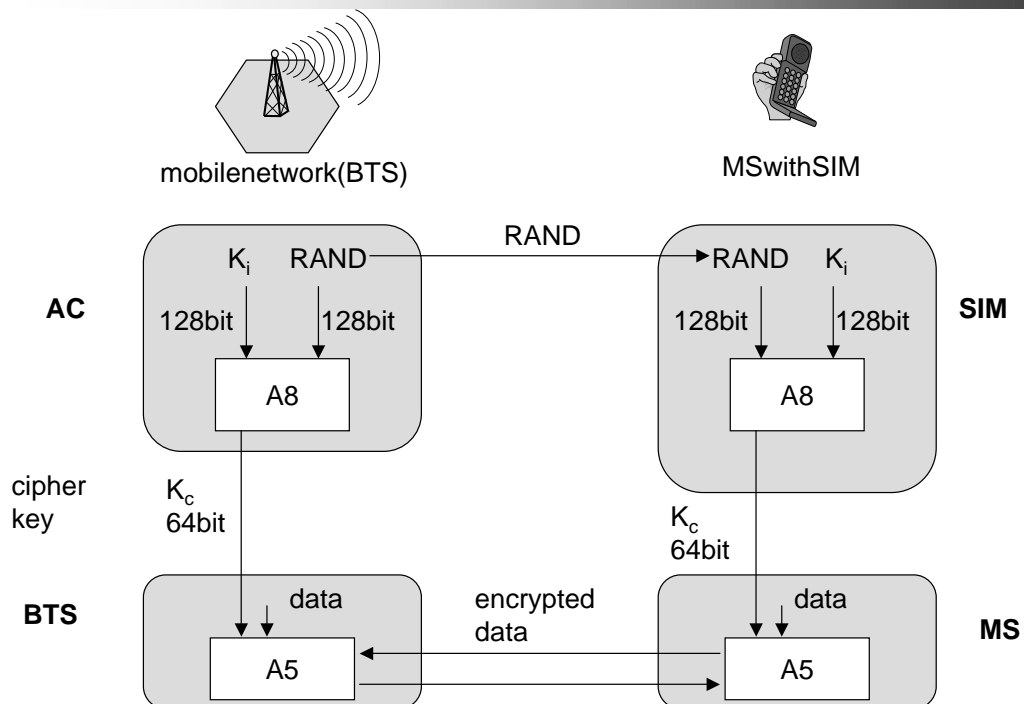 mobilenetwork(BTS)
MSwithSIM
RAND
Ki RAND
RAND Ki
AC
SIM
128bit 128bit
128bit 128bit
A8
A8
cipher
key
Kc
64bit
Kc
64bit
BTS
data
encrypted
data
data
MS
A5
A5